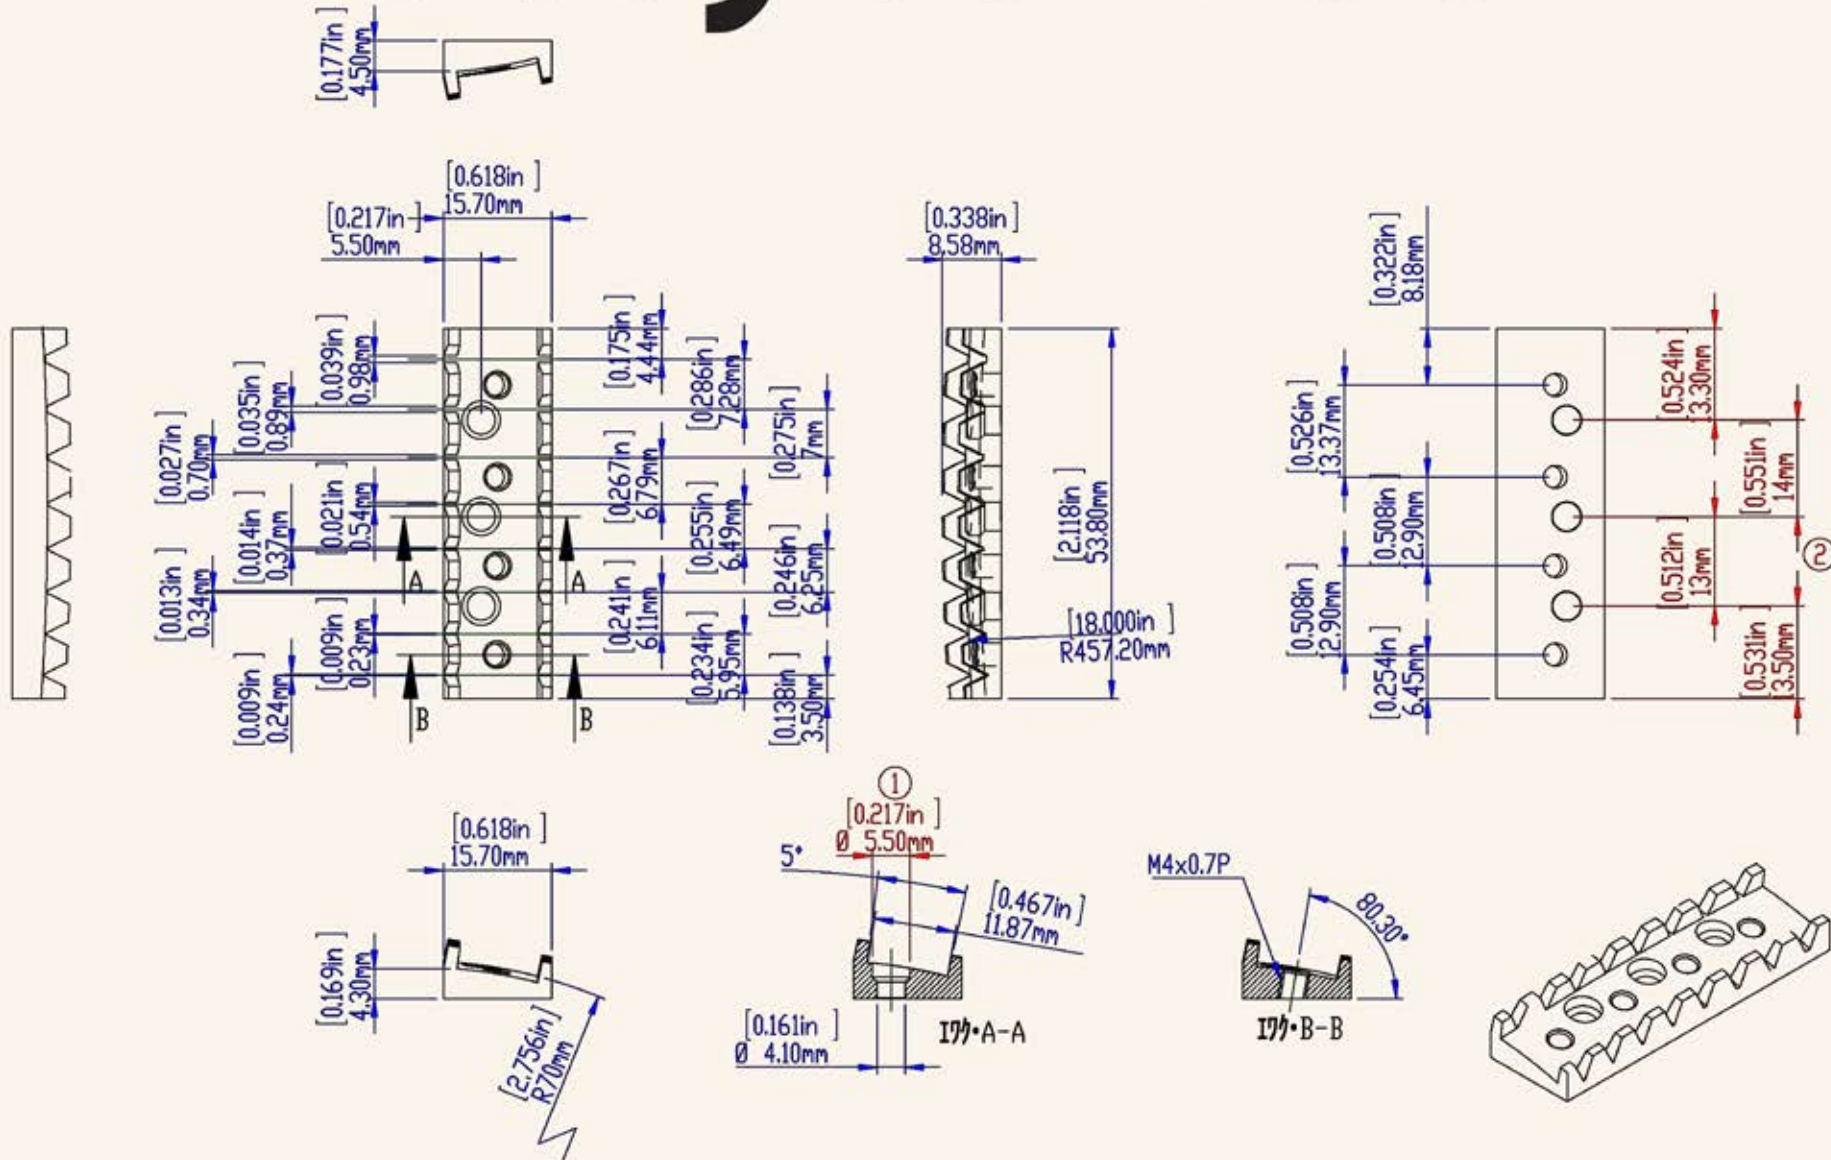 [0.177in]
4.50mm
[0.618in]
15.70mm
[0.217in]
5.50mm
[0.338in]
8.58mm
[0.322in]
8.18mm
[0.039in]
0.98mm
[0.175in]
4.44mm
[0.035in]
0.89mm
[0.286in]
7.28mm
[0.027in]
0.70mm
[0.275in]
7mm
[0.021in]
0.54mm
[0.267in]
6.79mm
[0.014in]
0.37mm
[0.255in]
6.49mm
[0.013in]
0.34mm
[0.246in]
6.25mm
[0.009in]
0.23mm
[0.241in]
6.11mm
[0.009in]
0.24mm
[0.234in]
5.95mm
[0.138in]
3.50mm
A
A
B
B
[2.118in]
53.80mm
[18.000in]
R457.20mm
[0.526in]
13.37mm
[0.508in]
12.90mm
[0.508in]
12.90mm
[0.254in]
6.45mm
[0.524in]
13.30mm
[0.551in]
14mm
[0.512in]
13mm
[0.531in]
13.50mm
2
[0.618in]
15.70mm
[0.169in]
4.30mm
[2.756in]
R70mm
1
[0.217in]
Ø 5.50mm
5°
[0.467in]
11.87mm
[0.161in]
Ø 4.10mm
A-A
M4x0.7P
80.30°
B-B